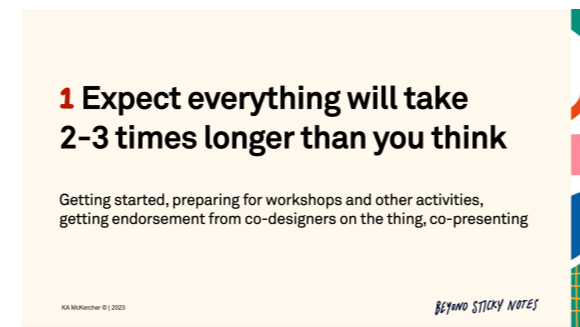 1 Expect everything will take
2-3 times longer than you think
Getting started, preparing for workshops and other activities,
getting endorsement from co-designers on the thing, co-presenting
KA McKercher © | 2023
BEYOND STICKY NOTES